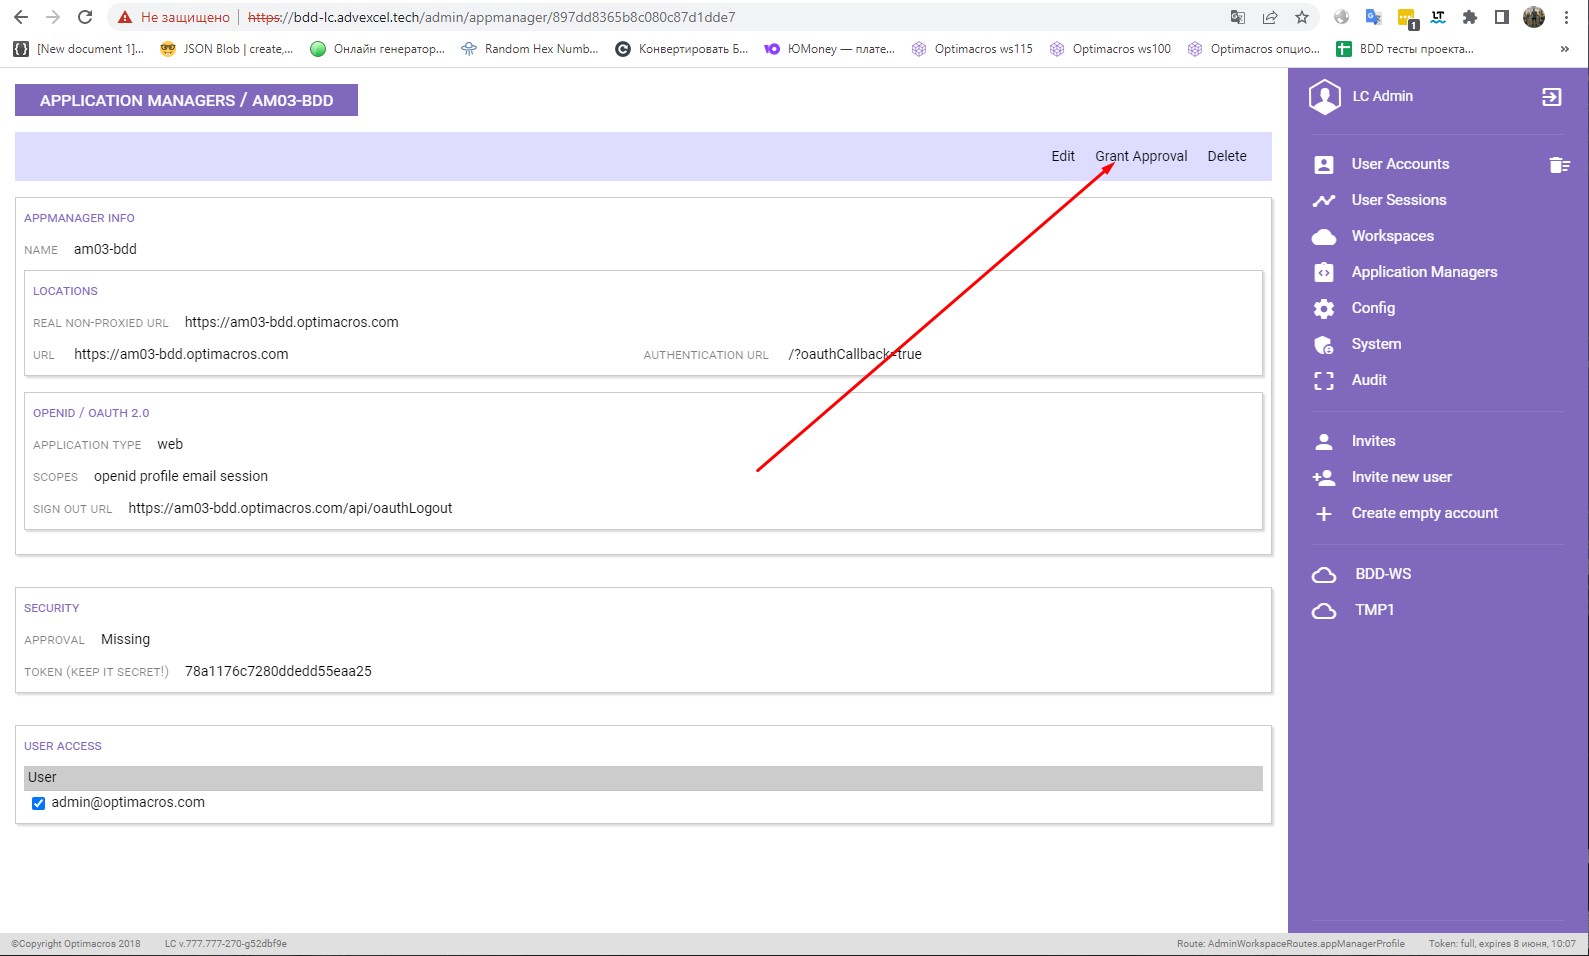 Не защищено https://bdd-lc.advexcel.tech/admin/appmanager/897dd8365b8c080c87d1dde7
1
LT
{} [New document 1]... JSON Blob | create,... Онлайн генератор... Random Hex Numb... Конвертировать Б... ЮMoney — плате... Optimacros ws115 Optimacros ws100 Optimacros опцио... BDD тесты проекта... »
APPLICATION MANAGERS / AM03-BDD
Edit Grant Approval Delete
APPMANAGER INFO
NAME am03-bdd
LOCATIONS
REAL NON-PROXIED URL https://am03-bdd.optimacros.com
URL https://am03-bdd.optimacros.com AUTHENTICATION URL /?oauthCallback=true
OPENID / OAUTH 2.0
APPLICATION TYPE web
SCOPES openid profile email session
SIGN OUT URL https://am03-bdd.optimacros.com/api/oauthLogout
SECURITY
APPROVAL Missing
TOKEN (KEEP IT SECRET!) 78a1176c7280ddedd55eaa25
USER ACCESS
User
admin@optimacros.com
LC Admin
User Accounts
User Sessions
Workspaces
Application Managers
Config
System
Audit
Invites
Invite new user
Create empty account
BDD-WS
TMP1
©Copyright Optimacros 2018 LC v.777.777-270-g52dbf9e Route: AdminWorkspaceRoutes.appManagerProfile Token: full, expires 8 июня, 10:07